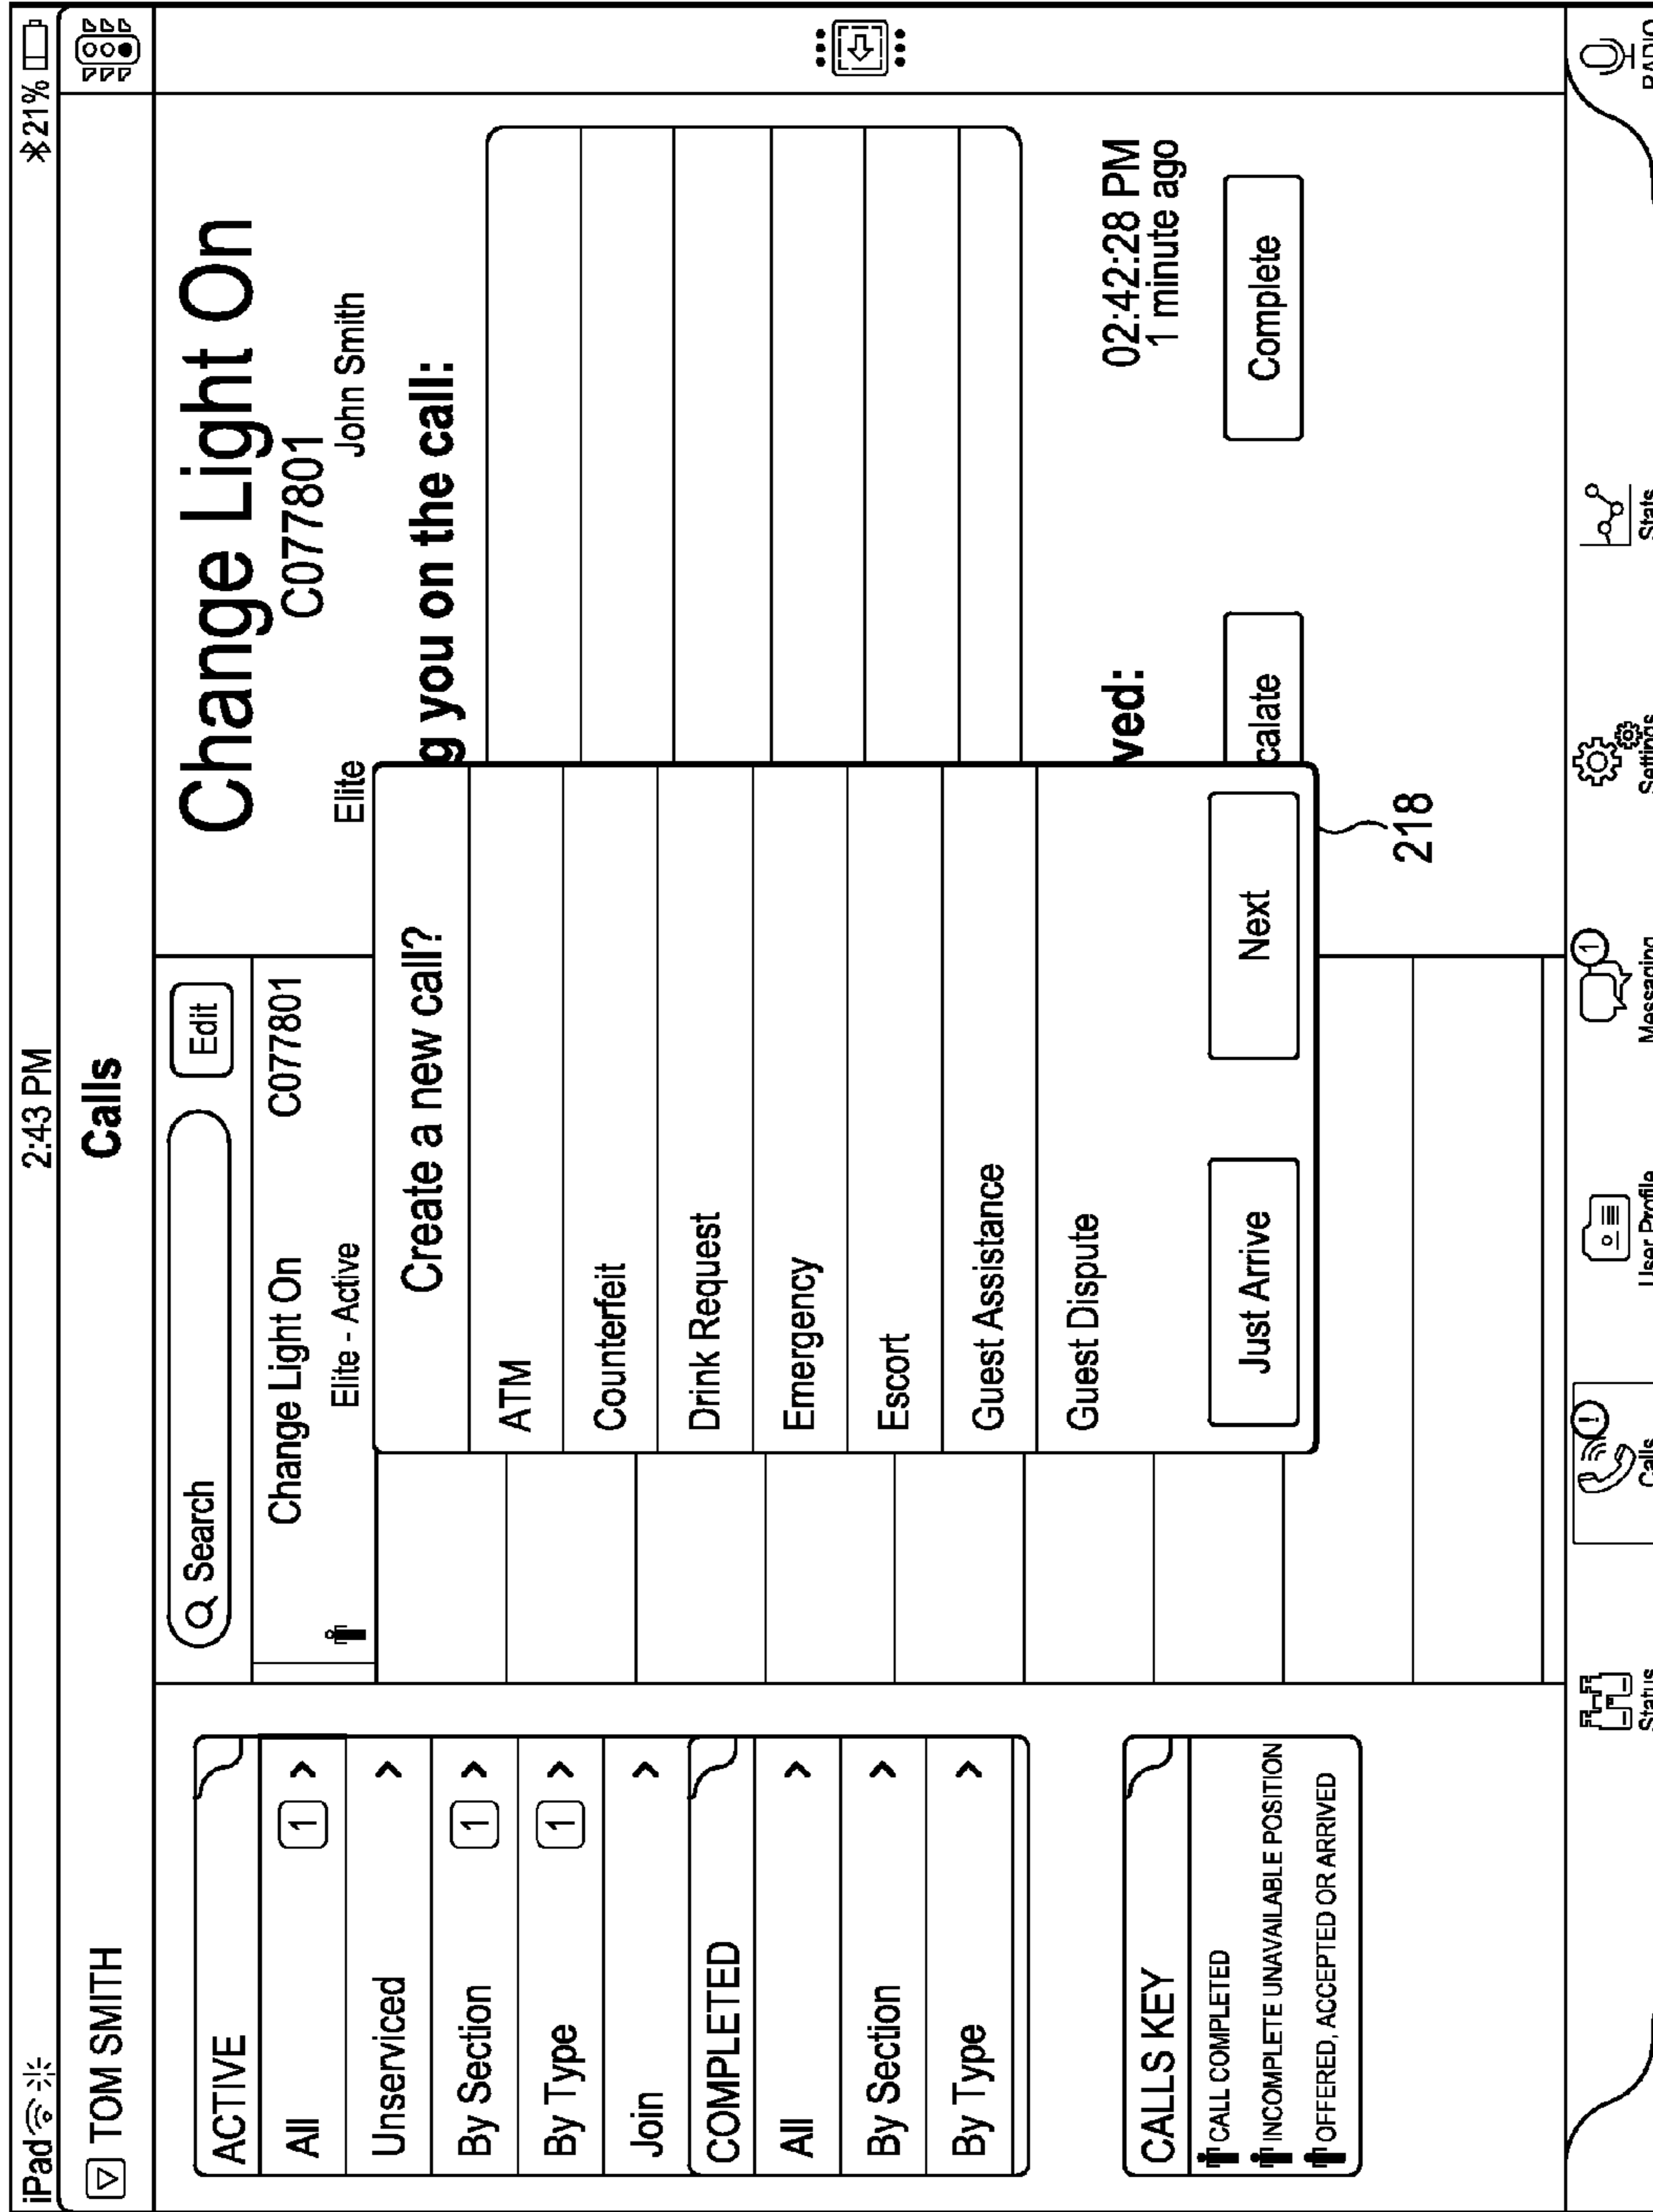 iPad 2:43 PM 21%
TOM SMITH Calls
ACTIVE
All 1 >
Unserviced >
By Section 1 >
By Type 1 >
Join >
COMPLETED
All >
By Section >
By Type >
CALLS KEY
CALL COMPLETED
INCOMPLETE UNAVAILABLE POSITION
OFFERED, ACCEPTED OR ARRIVED
Search Edit
Change Light On C077801
Elite - Active
Change Light On
C077801
Elite John Smith
g you on the call:
Create a new call?
ATM
Counterfeit
Drink Request
Emergency
Escort
Guest Assistance
Guest Dispute
Just Arrive Next
218
ved: 02:42:28 PM
1 minute ago
calate Complete
Status Calls ! User Profile Messaging 1 Settings Stats RADIO